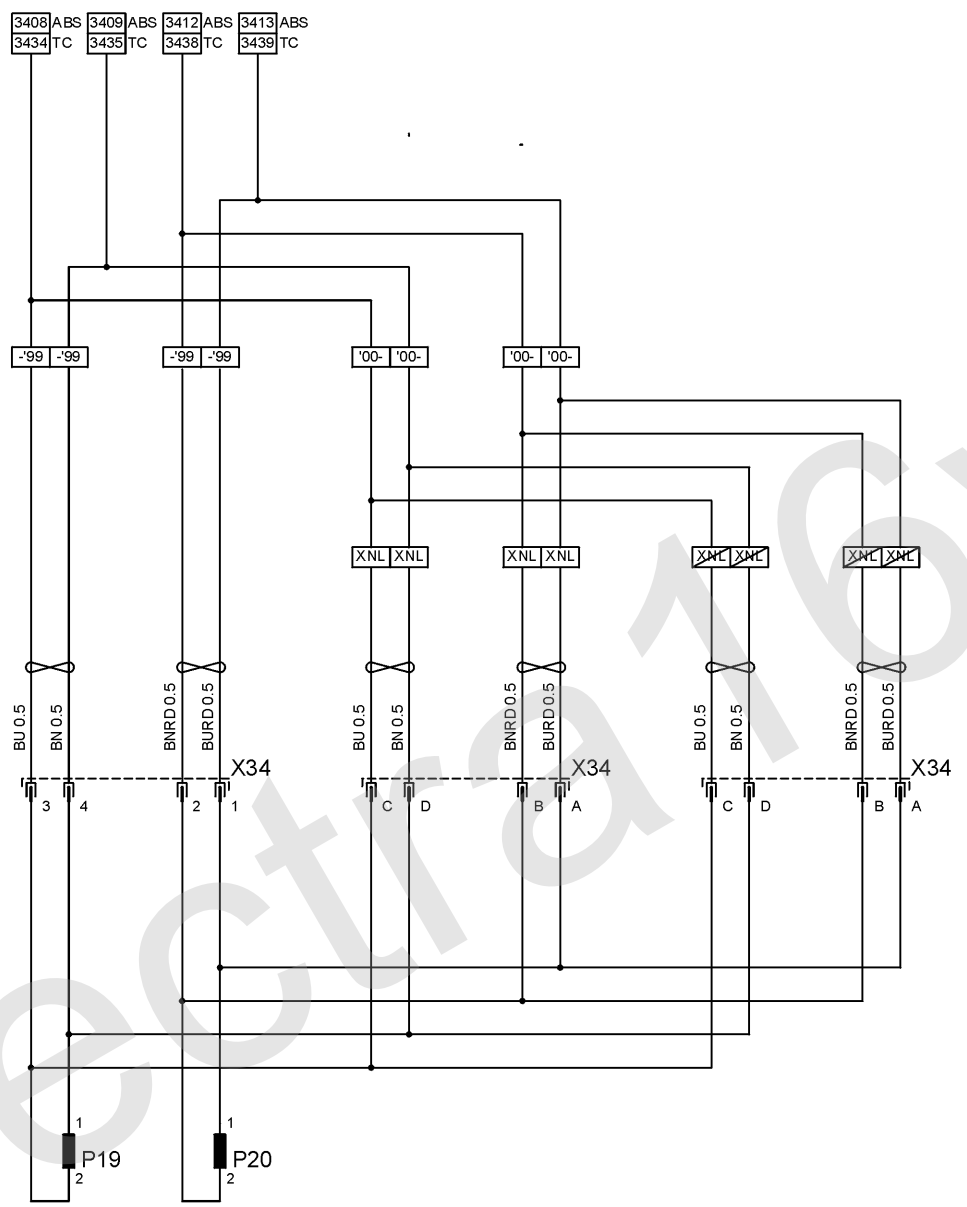 3408 ABS 3409 ABS 3412 ABS 3413 ABS
3434 TC 3435 TC 3438 TC 3439 TC
-'99 -'99 -'99 -'99 '00- '00- '00- '00-
XNL XNL XNL XNL XNL XNL XNL XNL
BU 0.5 BN 0.5 BNRD 0.5 BURD 0.5 BU 0.5 BN 0.5 BNRD 0.5 BURD 0.5 BU 0.5 BN 0.5 BNRD 0.5 BURD 0.5
X34 X34 X34
3 4 2 1 C D B A C D B A
1 1
P19 P20
2 2
ectra16v